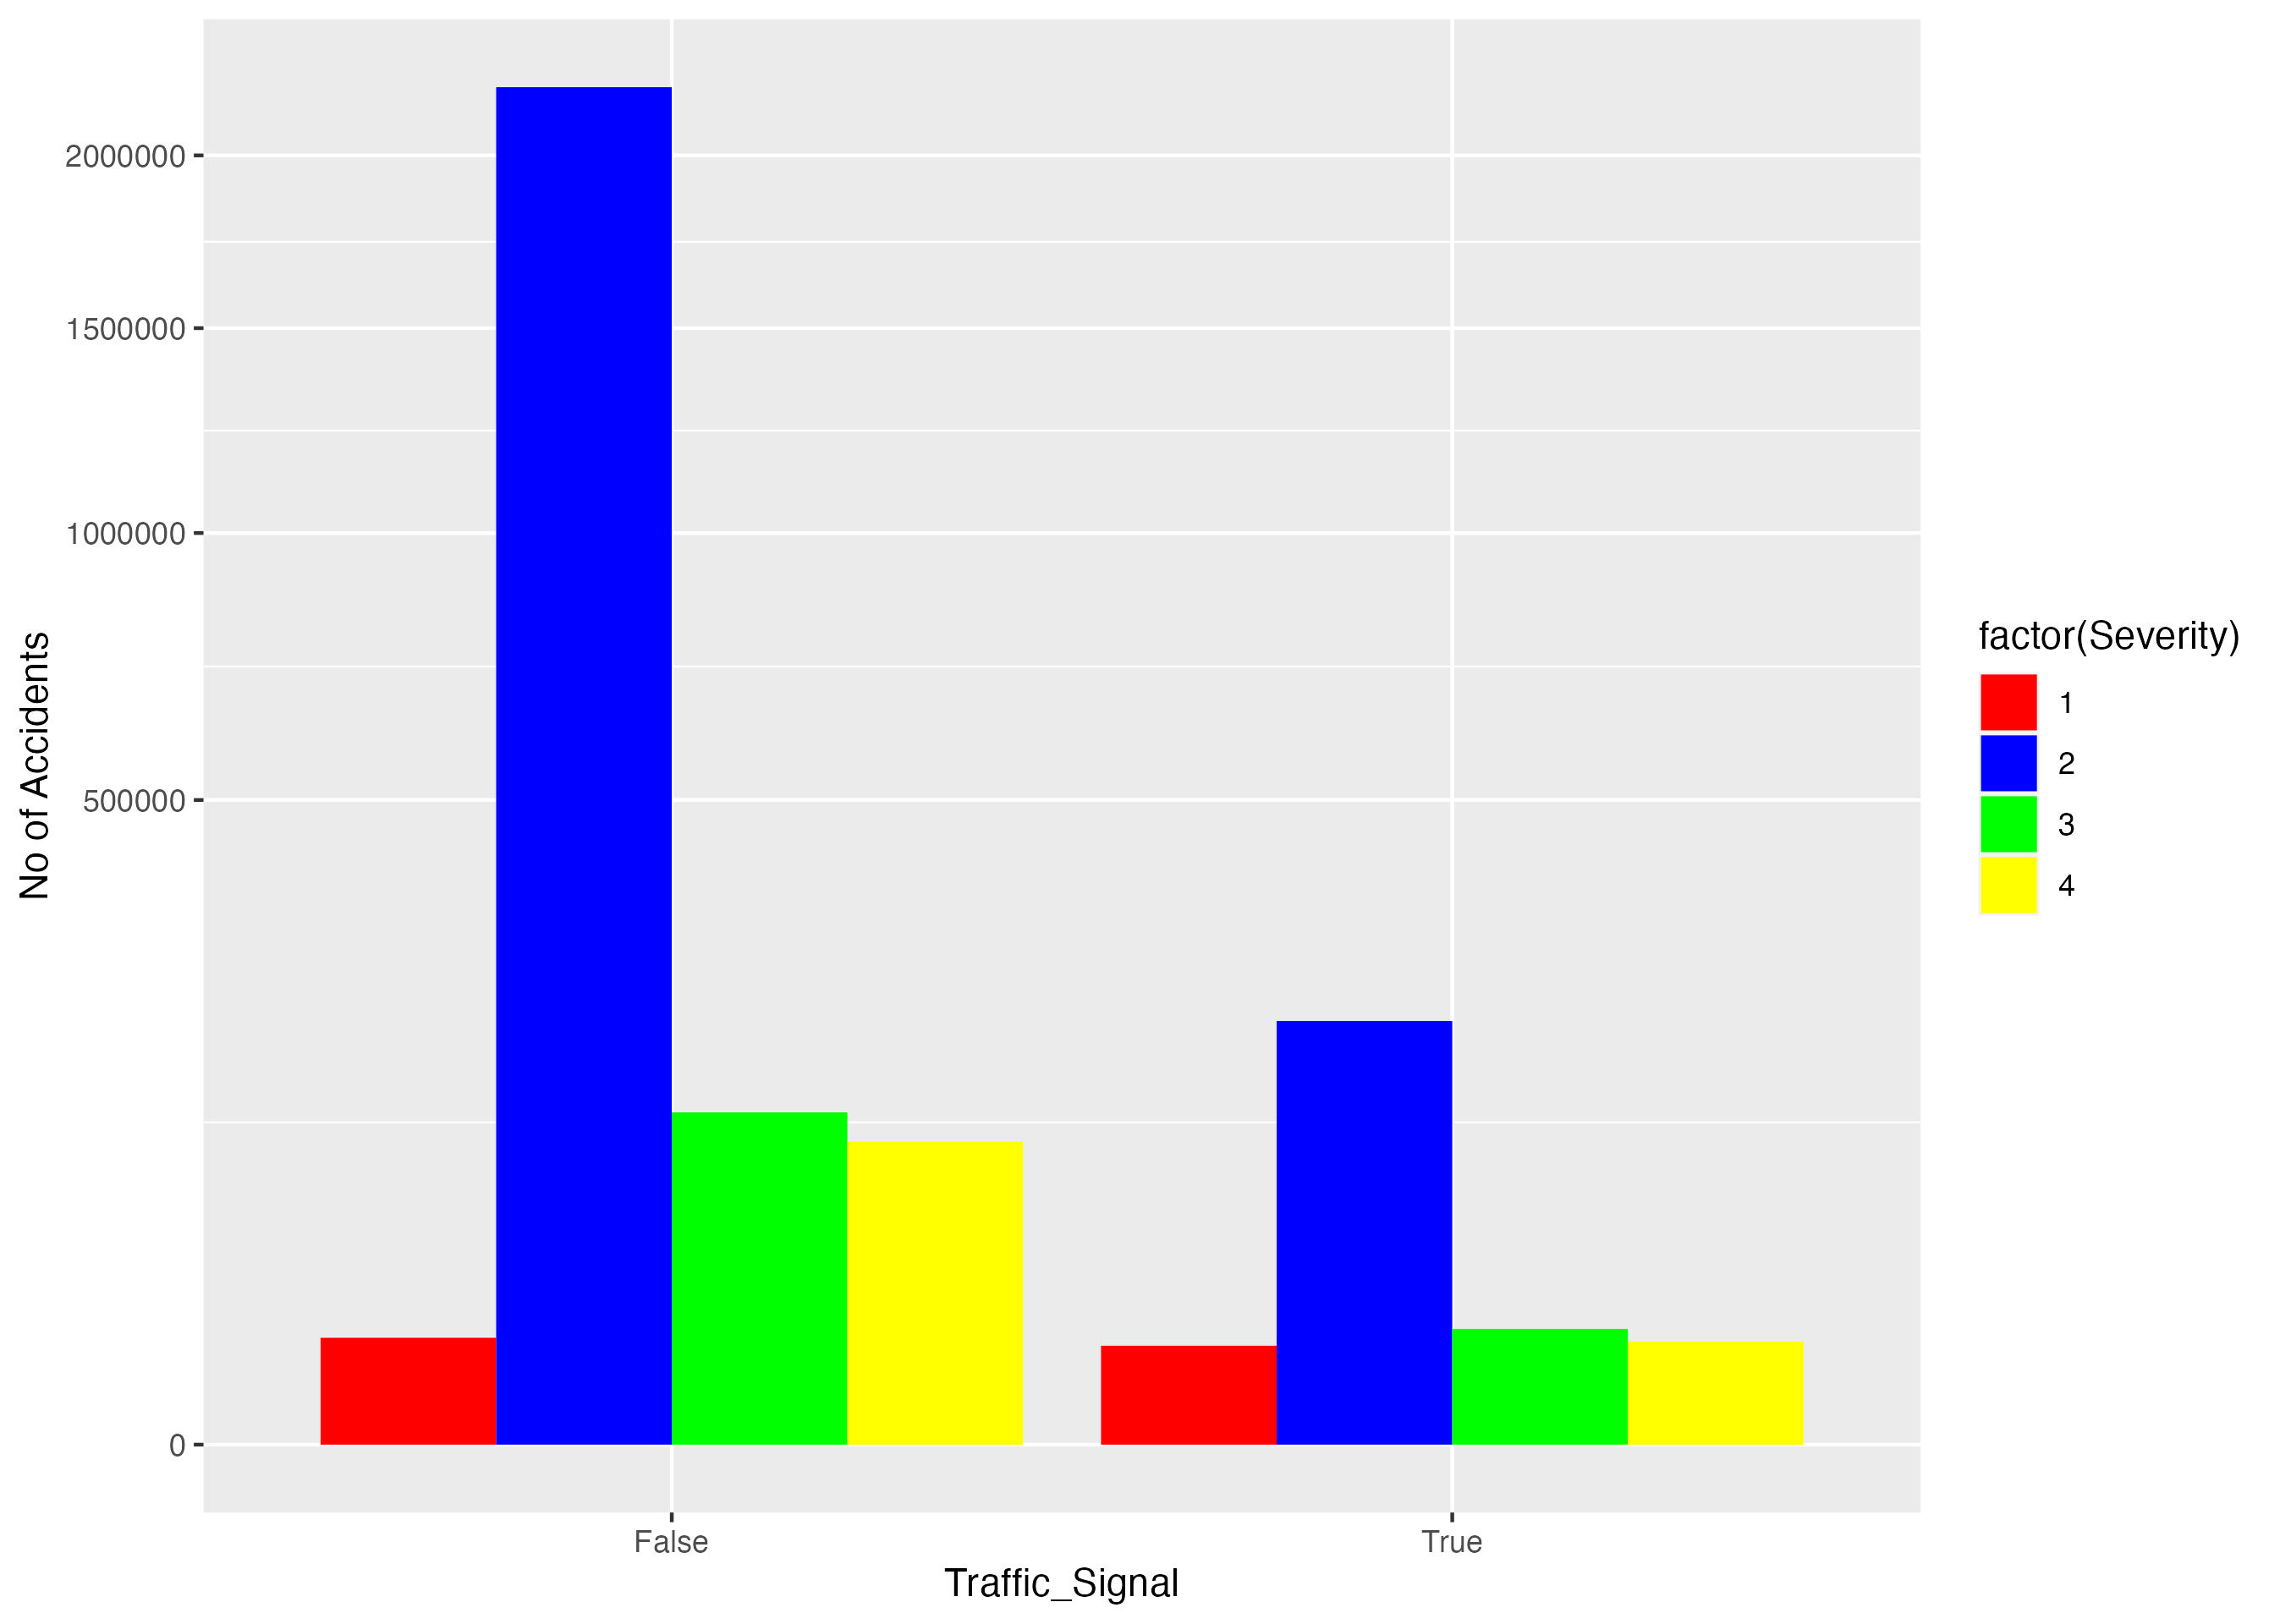 2000000
1500000
1000000
500000
0
No of Accidents
False
True
Traffic_Signal
factor(Severity)
1
2
3
4